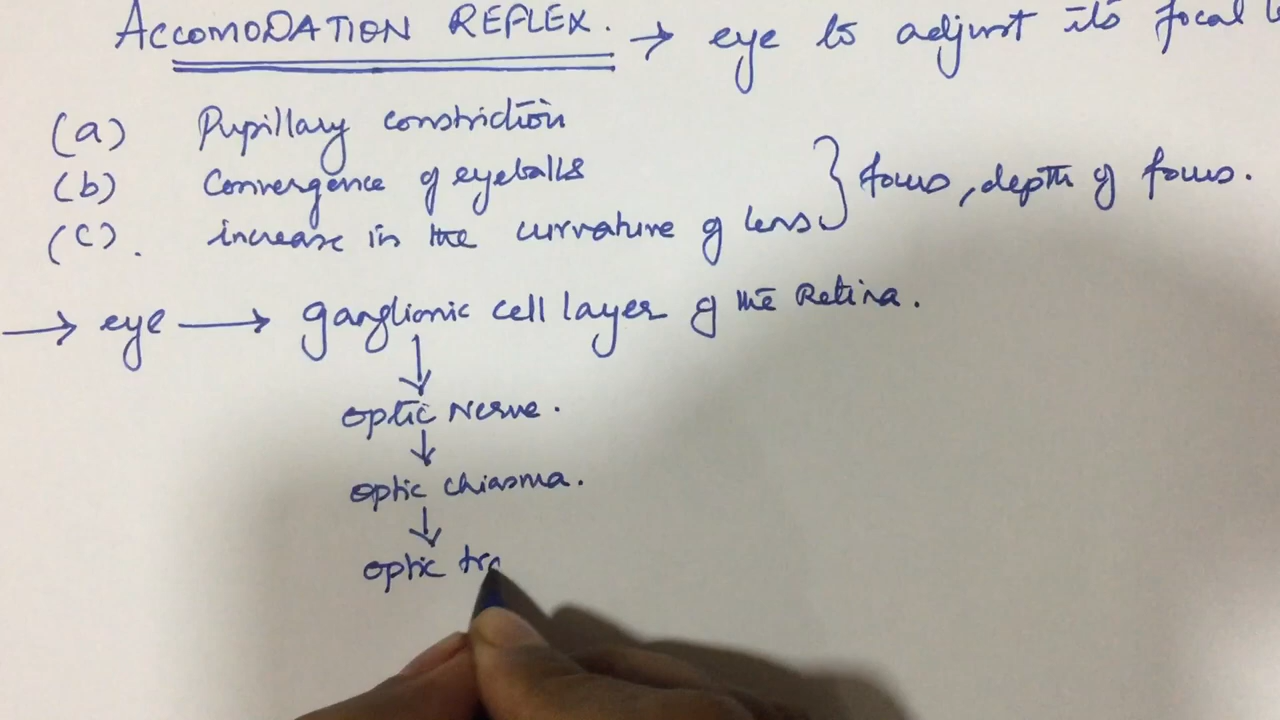 ACCOMODATION REFLEX. → eye to adjust its focal
(a) Pupillary constriction
(b) Convergence of eyeballs
(c). increase in the curvature of lens } focus, depth of focus.
→ eye → ganglionic cell layer of the Retina.
↓
optic Nerve.
↓
optic chiasma.
↓
optic tra